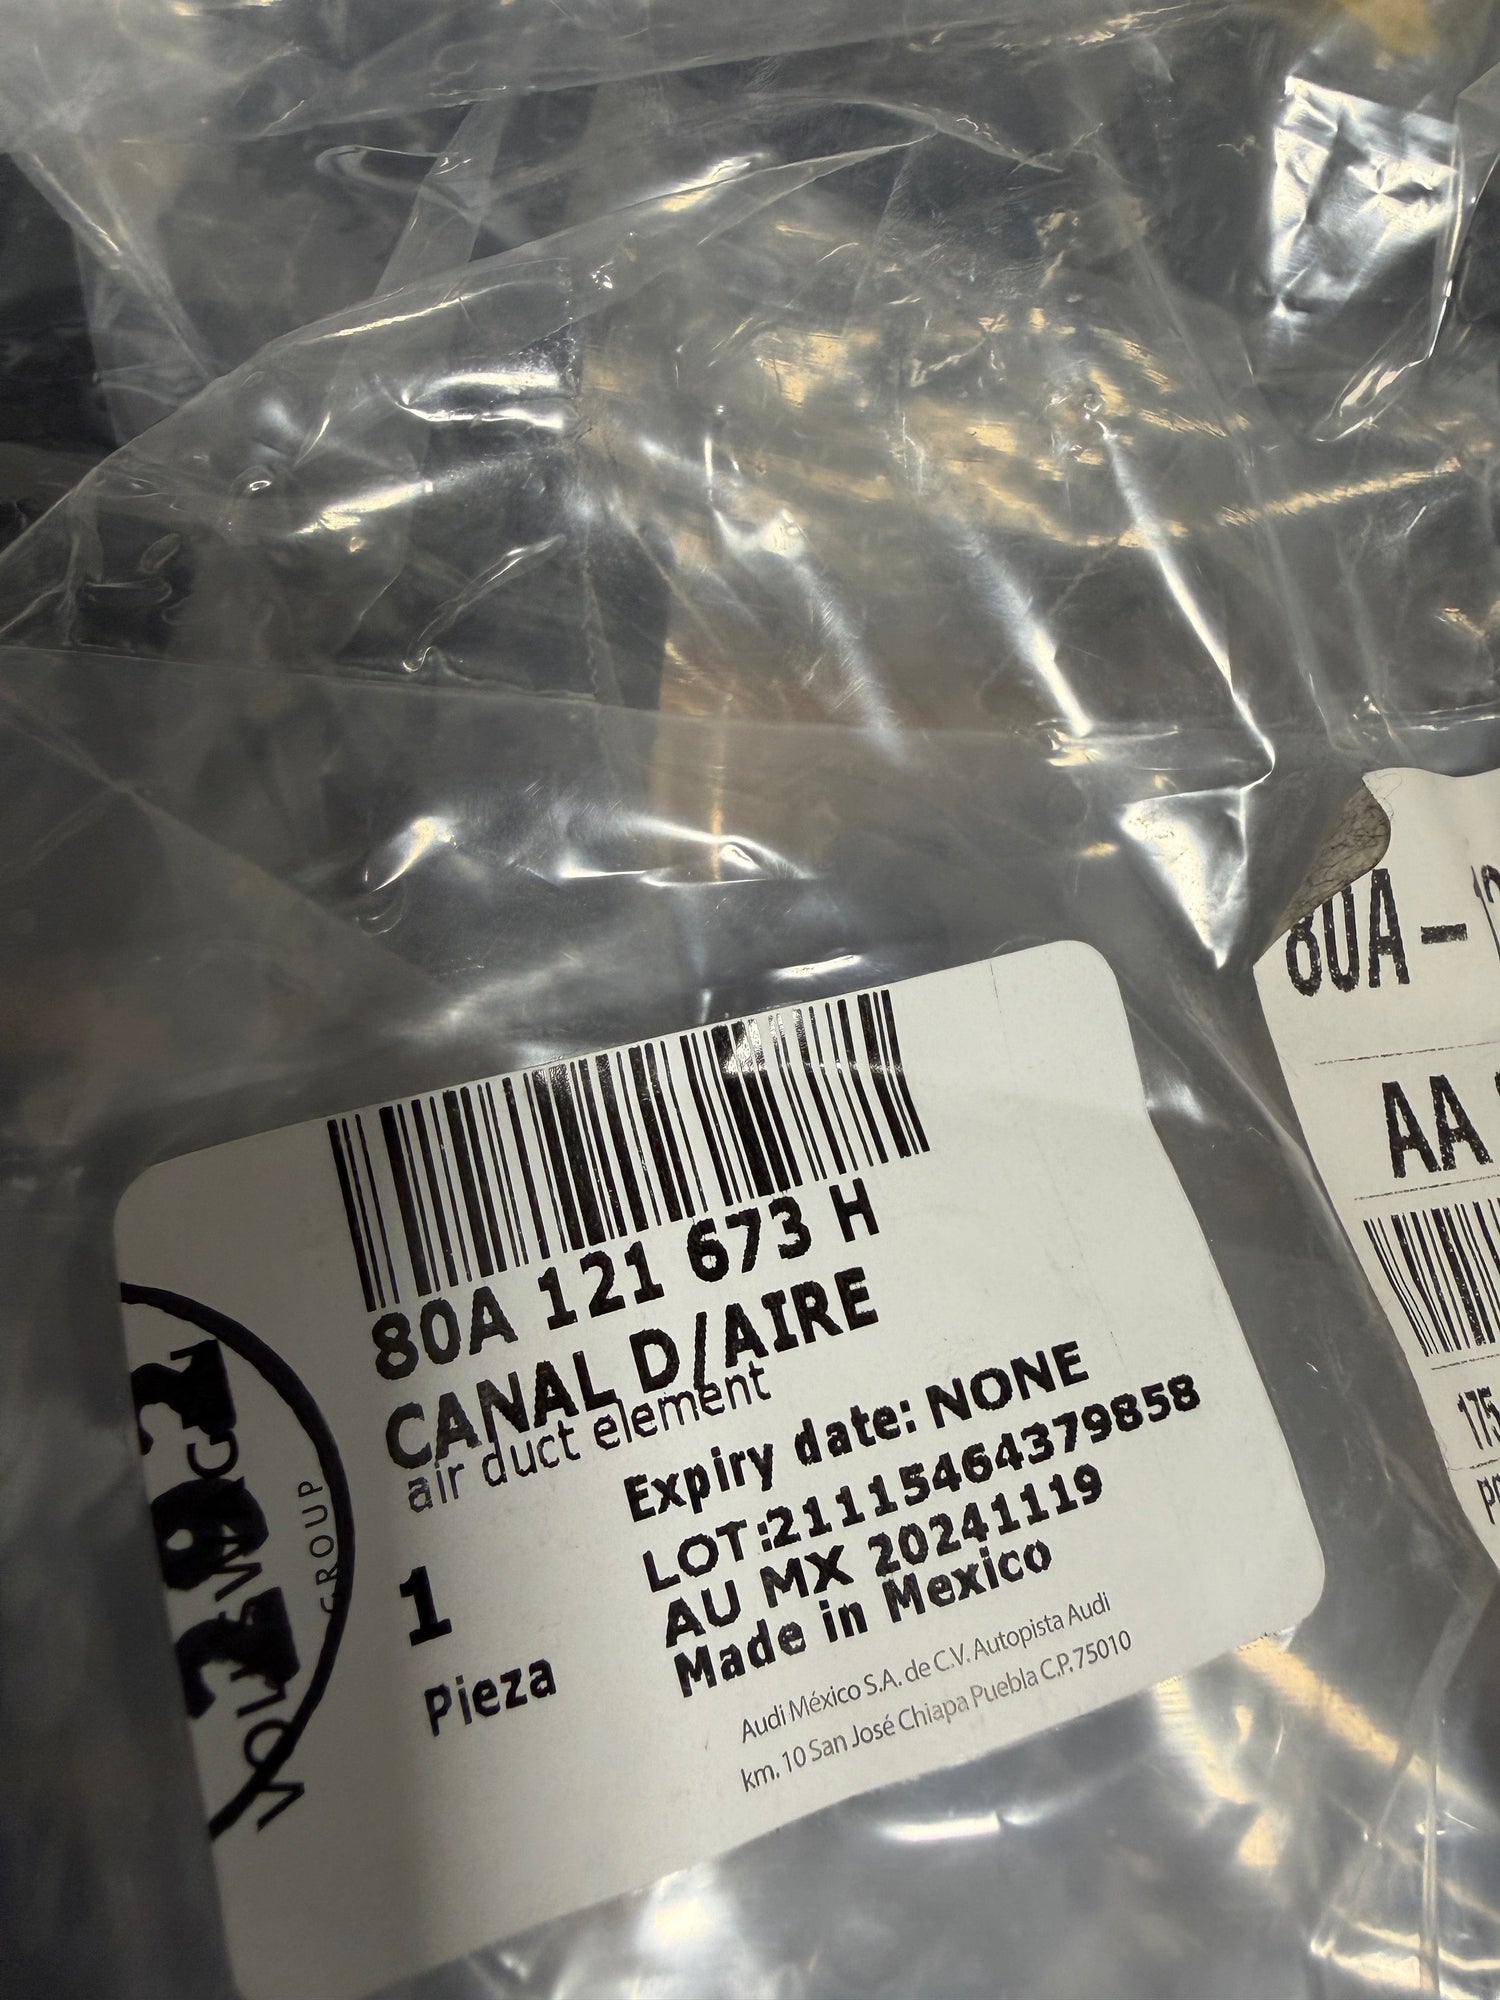 80A 121 673 H
CANAL D/AIRE
air duct element
Expiry date: NONE
LOT:21115464379858
AU MX 20241119
Made in Mexico
1
Pieza
Audi México S.A. de C.V. Autopista Audi
km. 10 San José Chiapa Puebla C.P.75010
GROUP
80A-
AA
175